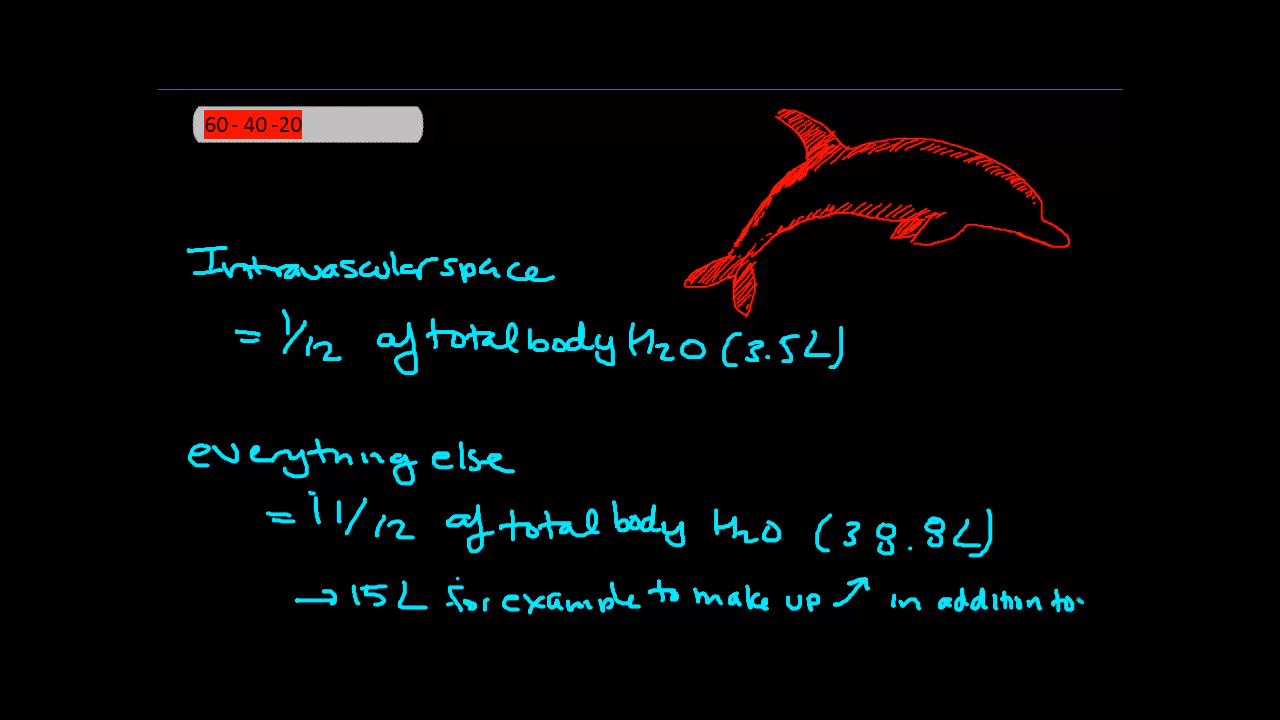 60 - 40 -20
Intravascular space
= 1/12 of total body H2O (3.5L)
everything else
= 11/12 of total body H2O (38.8L)
→ 15L for example to make up ↗ in addition to